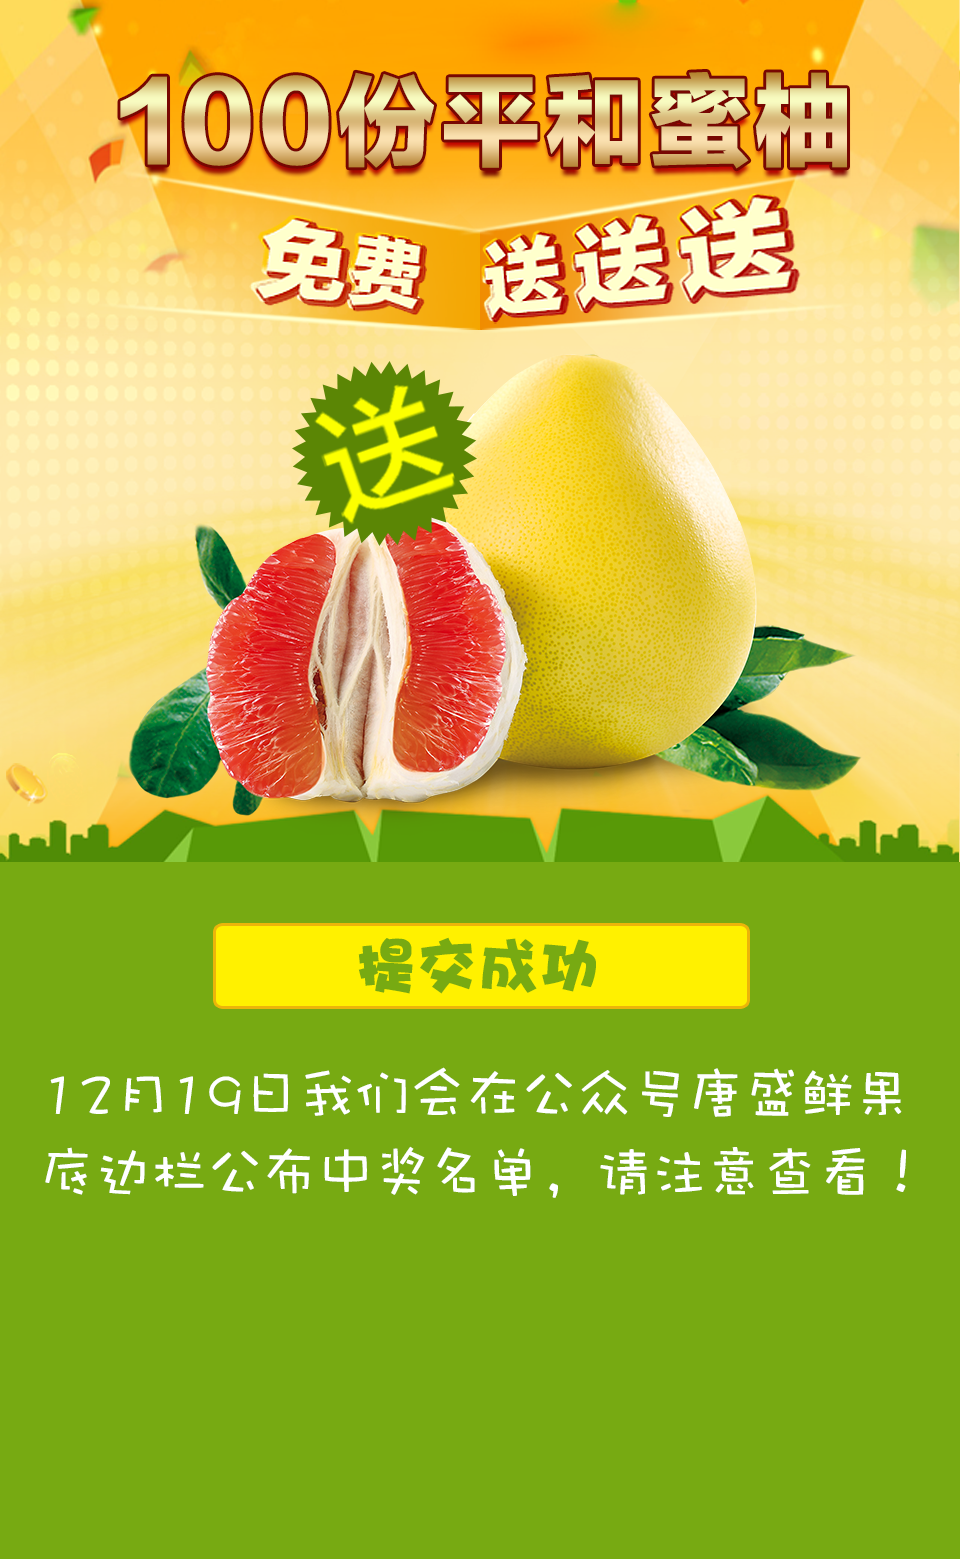 100份平和蜜柚
免费 送送送
送
提交成功
12月19日我们会在公众号唐盛鲜果
底边栏公布中奖名单，请注意查看！